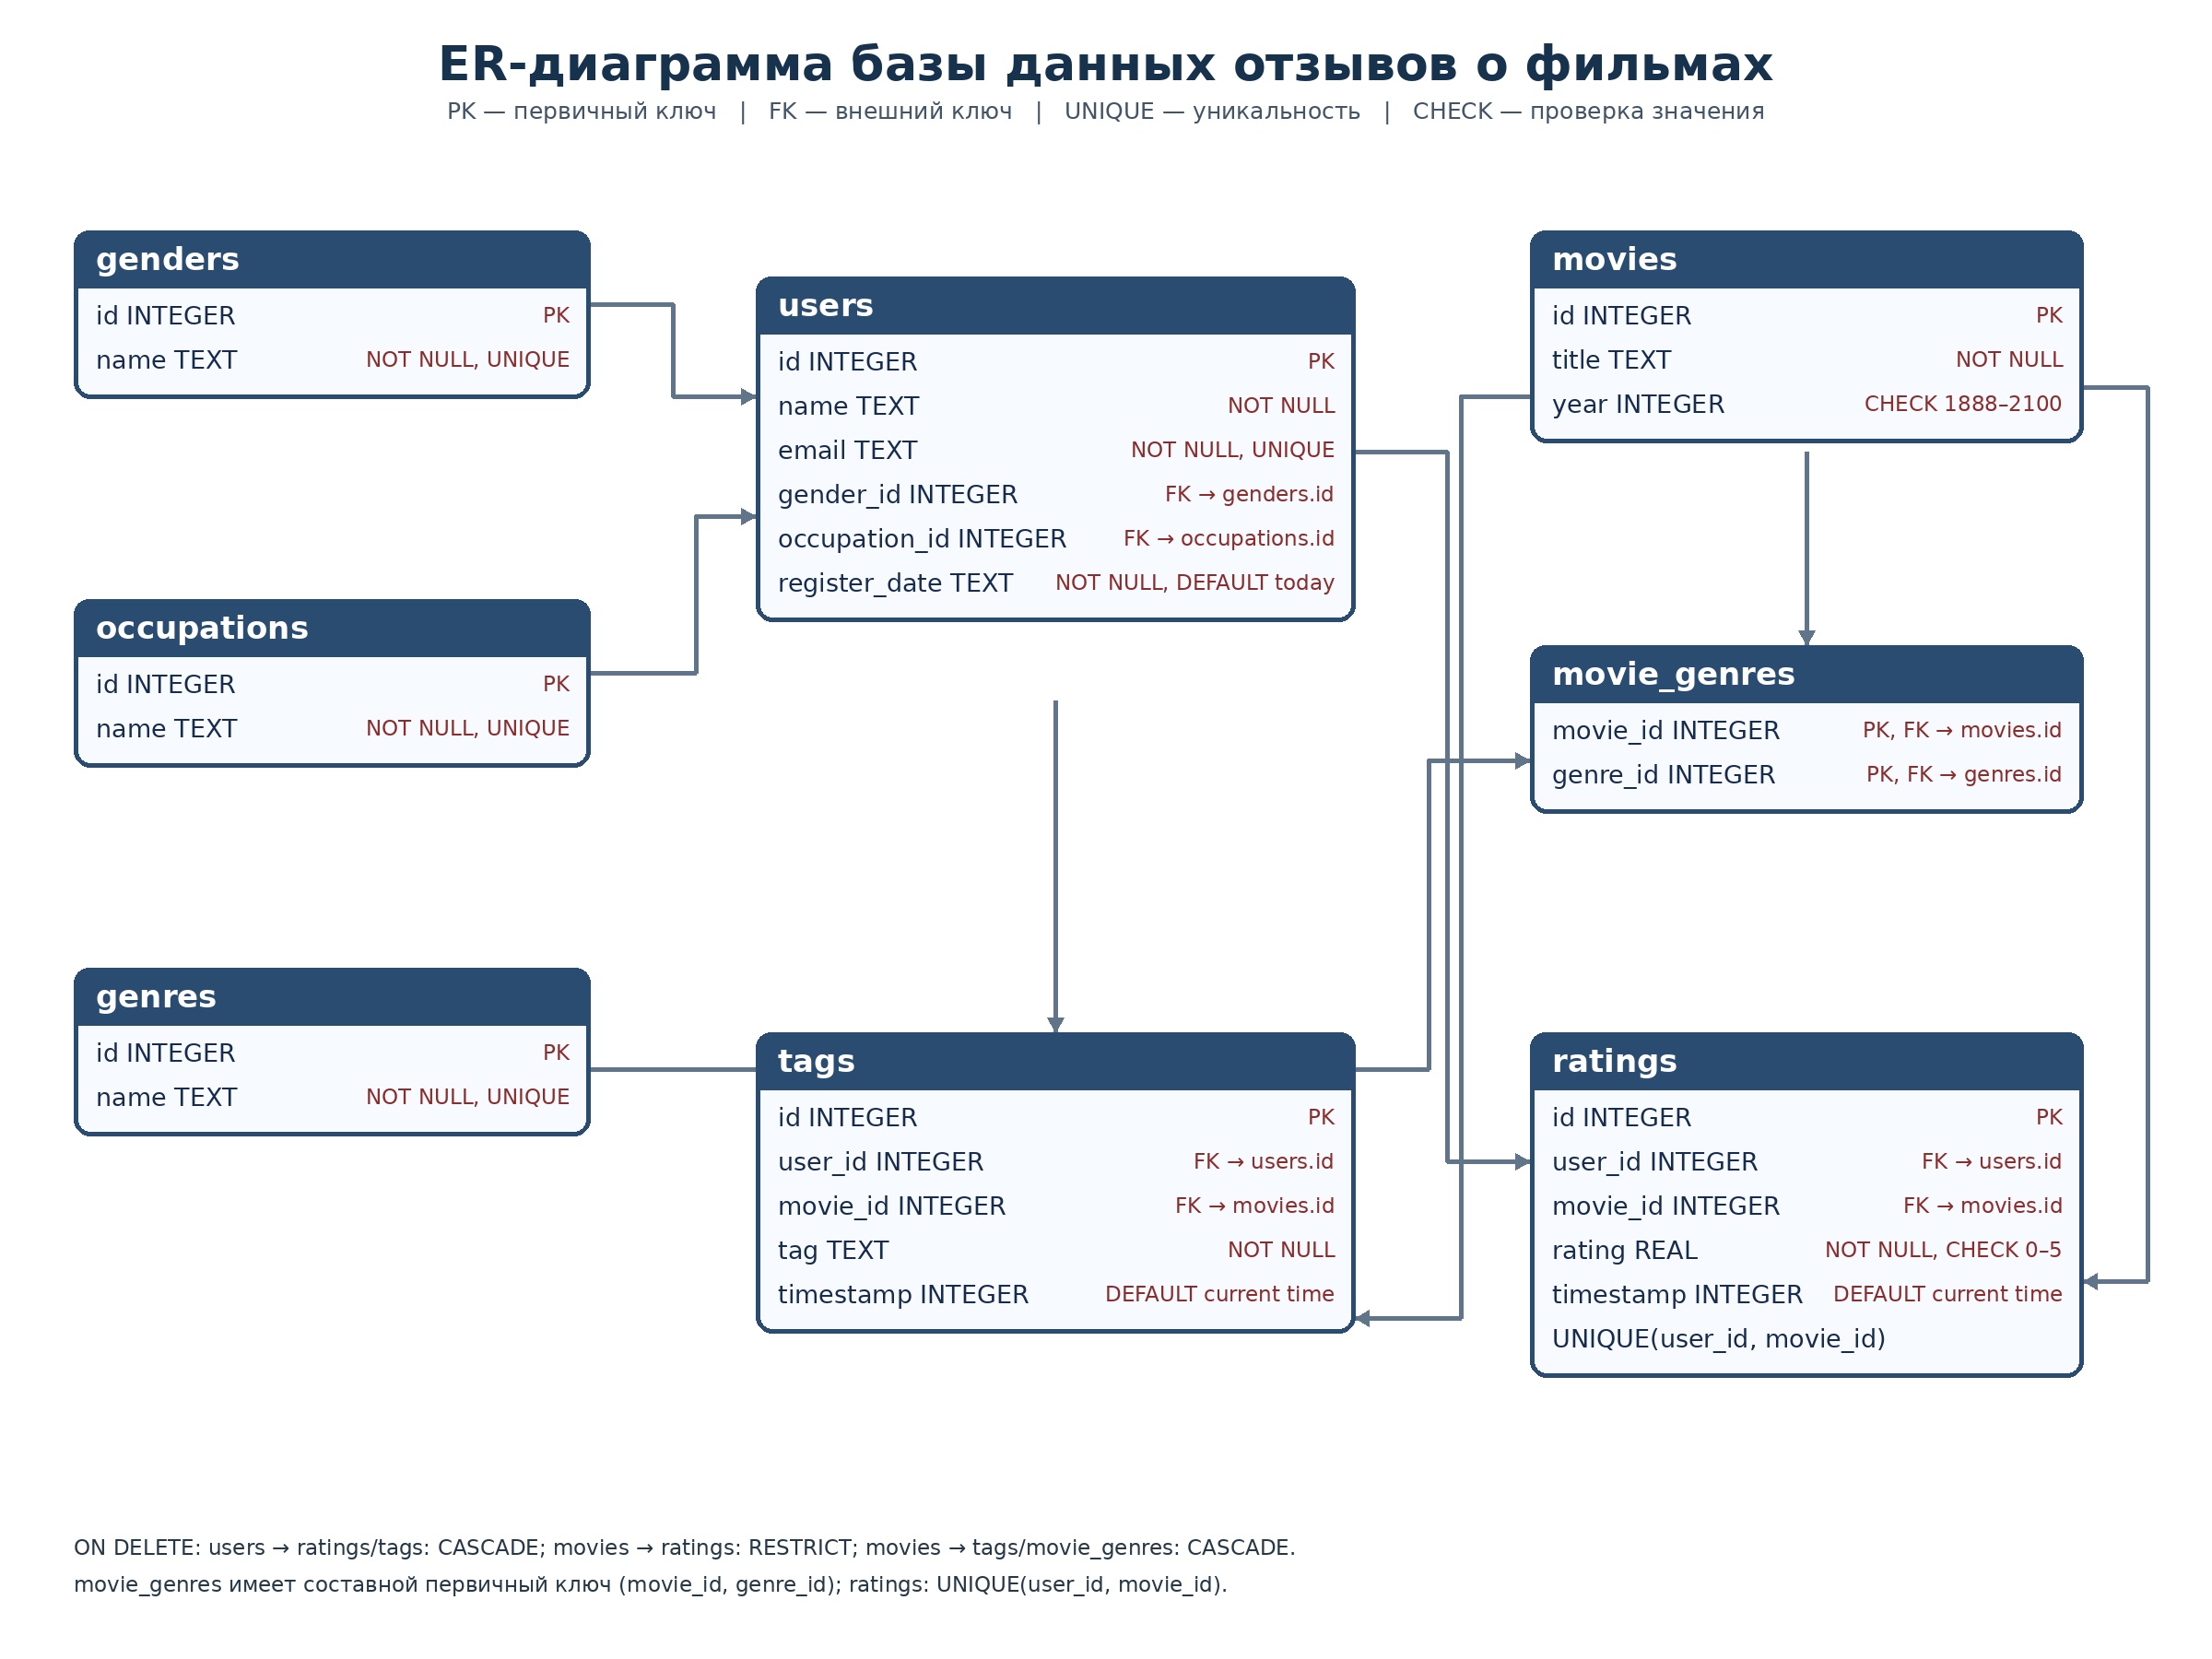 ER-диаграмма базы данных отзывов о фильмах
PK — первичный ключ | FK — внешний ключ | UNIQUE — уникальность | CHECK — проверка значения
genders
id INTEGER PK
name TEXT NOT NULL, UNIQUE
users
id INTEGER PK
name TEXT NOT NULL
email TEXT NOT NULL, UNIQUE
gender_id INTEGER FK → genders.id
occupation_id INTEGER FK → occupations.id
register_date TEXT NOT NULL, DEFAULT today
movies
id INTEGER PK
title TEXT NOT NULL
year INTEGER CHECK 1888–2100
occupations
id INTEGER PK
name TEXT NOT NULL, UNIQUE
movie_genres
movie_id INTEGER PK, FK → movies.id
genre_id INTEGER PK, FK → genres.id
genres
id INTEGER PK
name TEXT NOT NULL, UNIQUE
tags
id INTEGER PK
user_id INTEGER FK → users.id
movie_id INTEGER FK → movies.id
tag TEXT NOT NULL
timestamp INTEGER DEFAULT current time
ratings
id INTEGER PK
user_id INTEGER FK → users.id
movie_id INTEGER FK → movies.id
rating REAL NOT NULL, CHECK 0–5
timestamp INTEGER DEFAULT current time
UNIQUE(user_id, movie_id)
ON DELETE: users → ratings/tags: CASCADE; movies → ratings: RESTRICT; movies → tags/movie_genres: CASCADE.
movie_genres имеет составной первичный ключ (movie_id, genre_id); ratings: UNIQUE(user_id, movie_id).